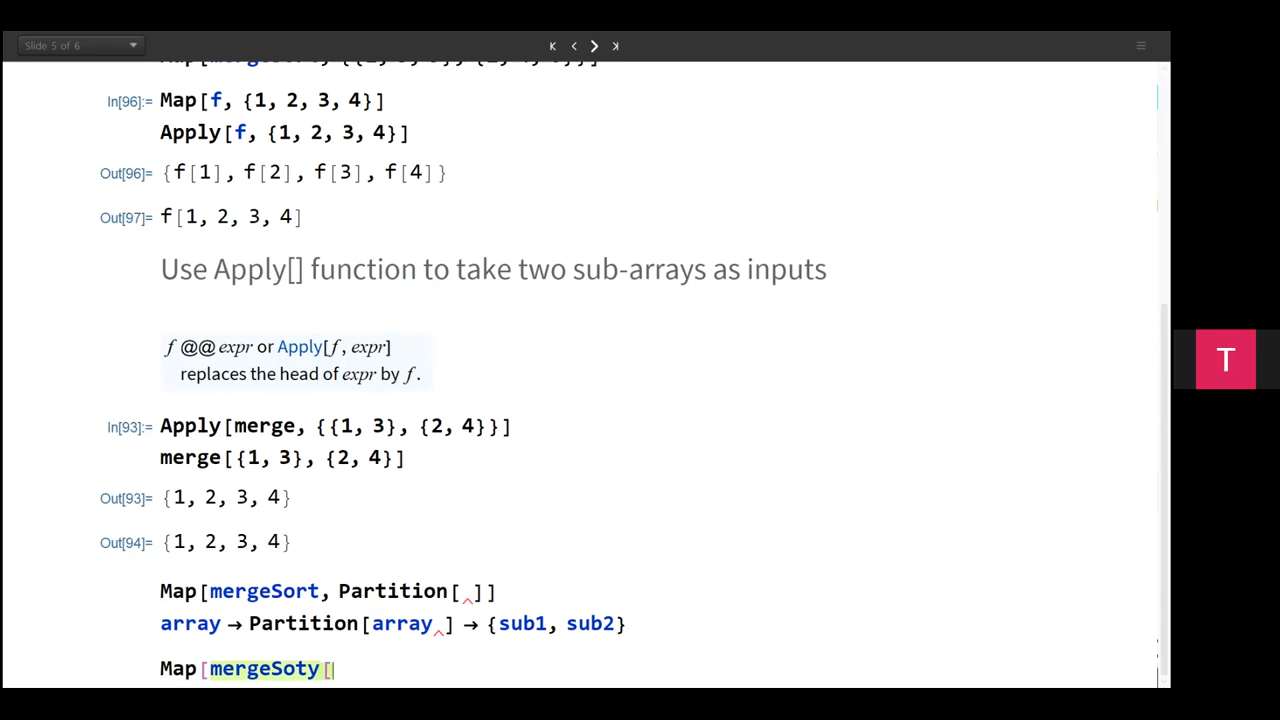 Slide 5 of 6
In[96]:= Map[f, {1, 2, 3, 4}]
Apply[f, {1, 2, 3, 4}]
Out[96]= {f[1], f[2], f[3], f[4]}
Out[97]= f[1, 2, 3, 4]
Use Apply[] function to take two sub-arrays as inputs
f @@ expr or Apply[f, expr]
replaces the head of expr by f.
In[93]:= Apply[merge, {{1, 3}, {2, 4}}]
merge[{1, 3}, {2, 4}]
Out[93]= {1, 2, 3, 4}
Out[94]= {1, 2, 3, 4}
Map[mergeSort, Partition[‸]]
array → Partition[array‸] → {sub1, sub2}
Map[mergeSoty[
T